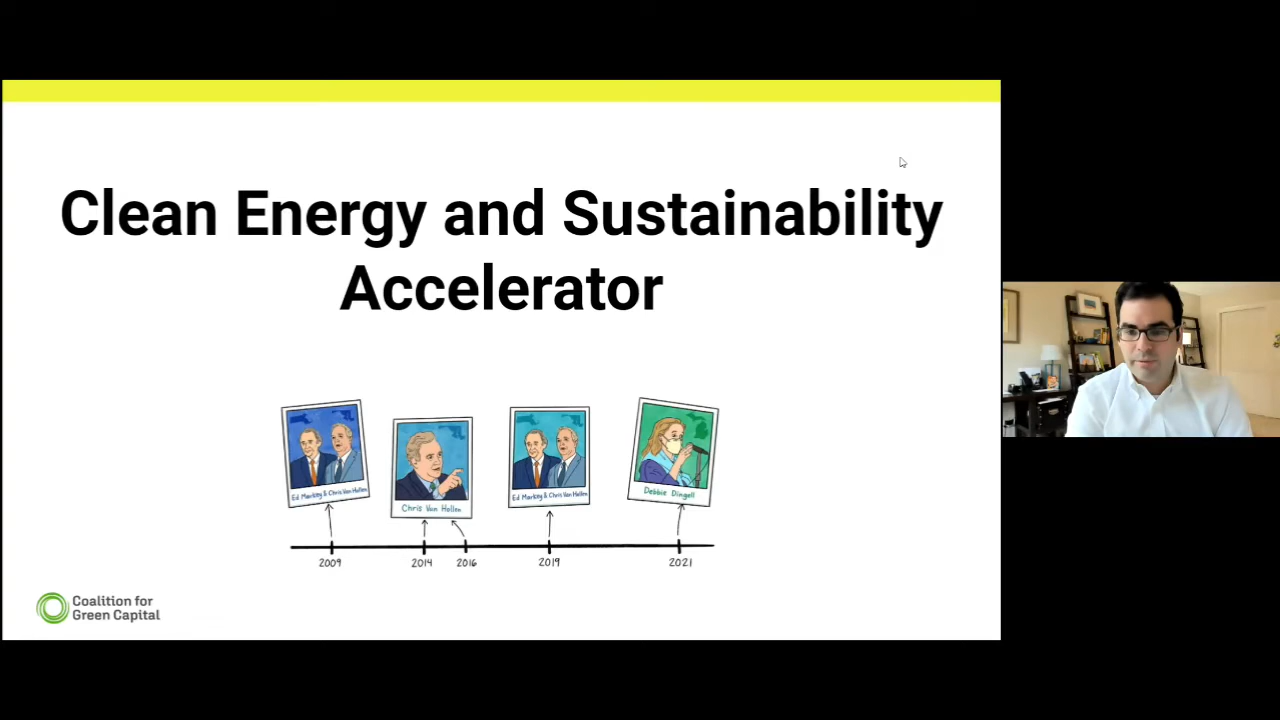 Clean Energy and Sustainability
Accelerator
Ed Markey & Chris Van Hollen
Chris Van Hollen
Ed Markey & Chris Van Hollen
Debbie Dingell
2009
2014
2016
2019
2021
Coalition for
Green Capital